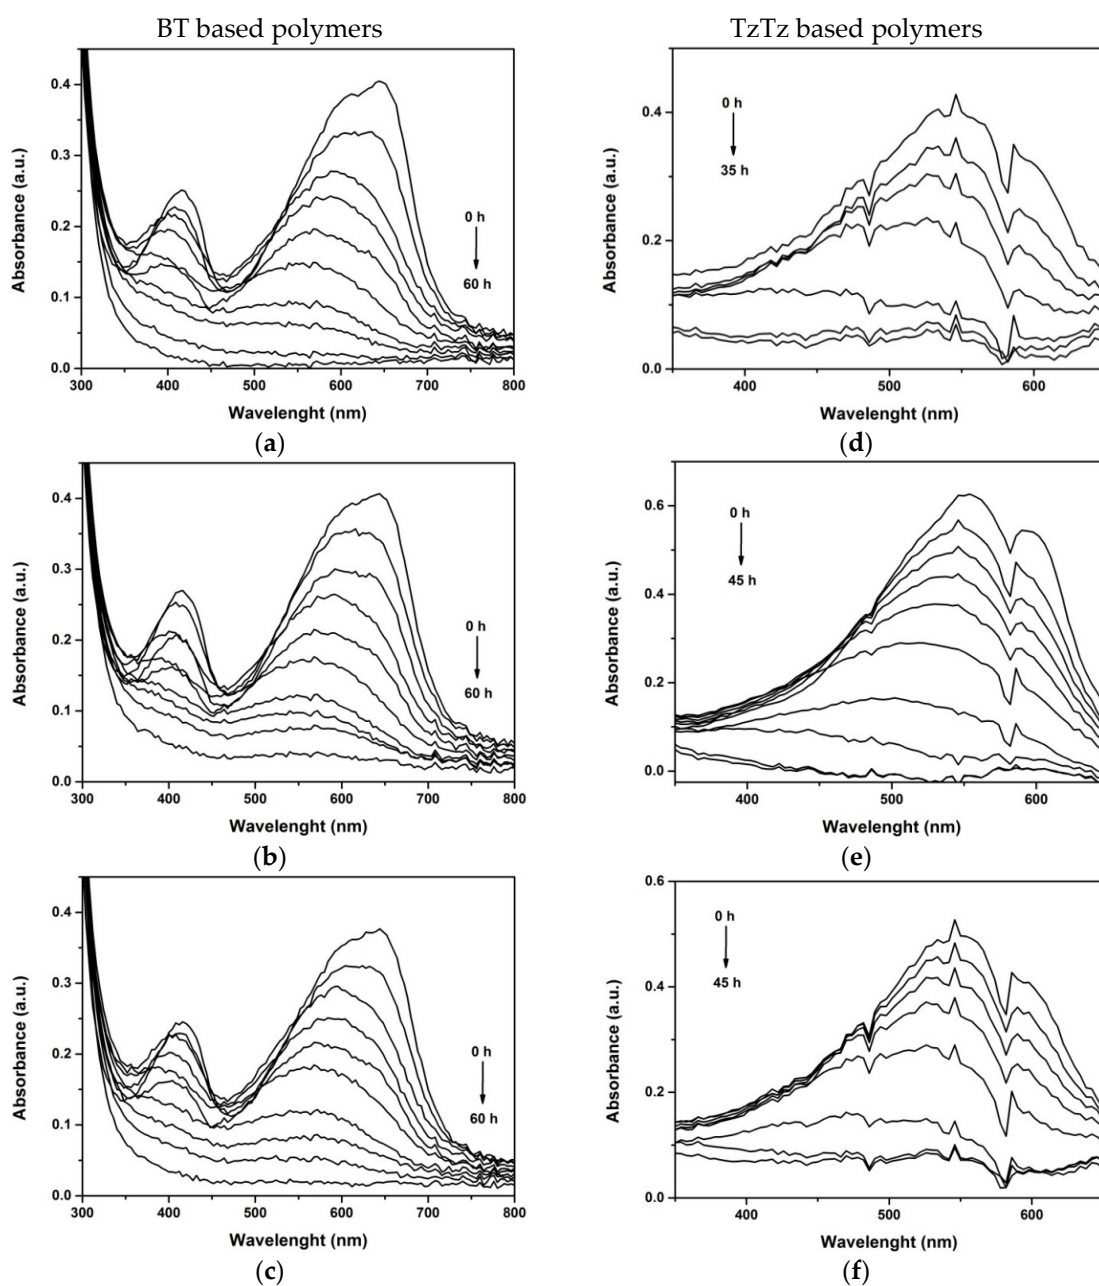 BT based polymers
TzTz based polymers
Absorbance (a.u.)
0.4
0.3
0.2
0.1
0.0
0 h
60 h
300 400 500 600 700 800
Wavelenght (nm)
(a)
Absorbance (a.u.)
0.4
0.2
0.0
0 h
35 h
400 500 600
Wavelenght (nm)
(d)
Absorbance (a.u.)
0.4
0.3
0.2
0.1
0.0
0 h
60 h
300 400 500 600 700 800
Wavelenght (nm)
(b)
Absorbance (a.u.)
0.6
0.4
0.2
0.0
0 h
45 h
400 500 600
Wavelenght (nm)
(e)
Absorbance (a.u.)
0.4
0.3
0.2
0.1
0.0
0 h
60 h
300 400 500 600 700 800
Wavelenght (nm)
(c)
Absorbance (a.u.)
0.6
0.4
0.2
0.0
0 h
45 h
400 500 600
Wavelenght (nm)
(f)